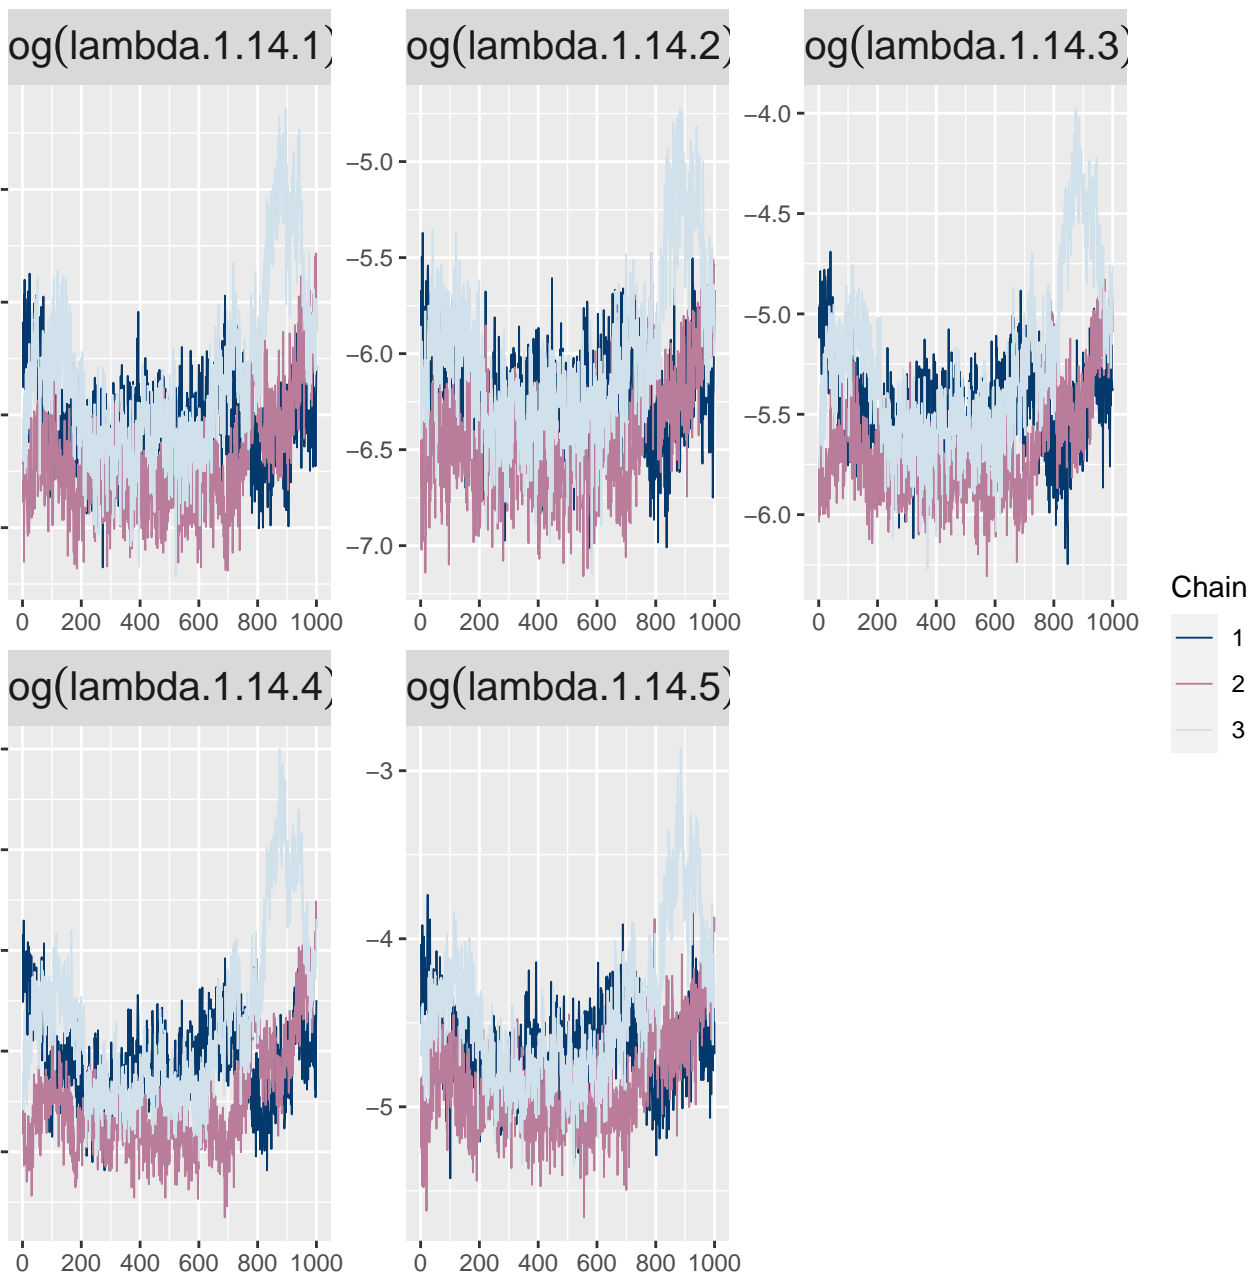 og(lambda.1.14.1)
og(lambda.1.14.2)
og(lambda.1.14.3)
−5.0
−5.5
−6.0
−6.5
−7.0
−4.0
−4.5
−5.0
−5.5
−6.0
0 200 400 600 800 1000
0 200 400 600 800 1000
0 200 400 600 800 1000
Chain
1
2
3
og(lambda.1.14.4)
og(lambda.1.14.5)
−3
−4
−5
0 200 400 600 800 1000
0 200 400 600 800 1000